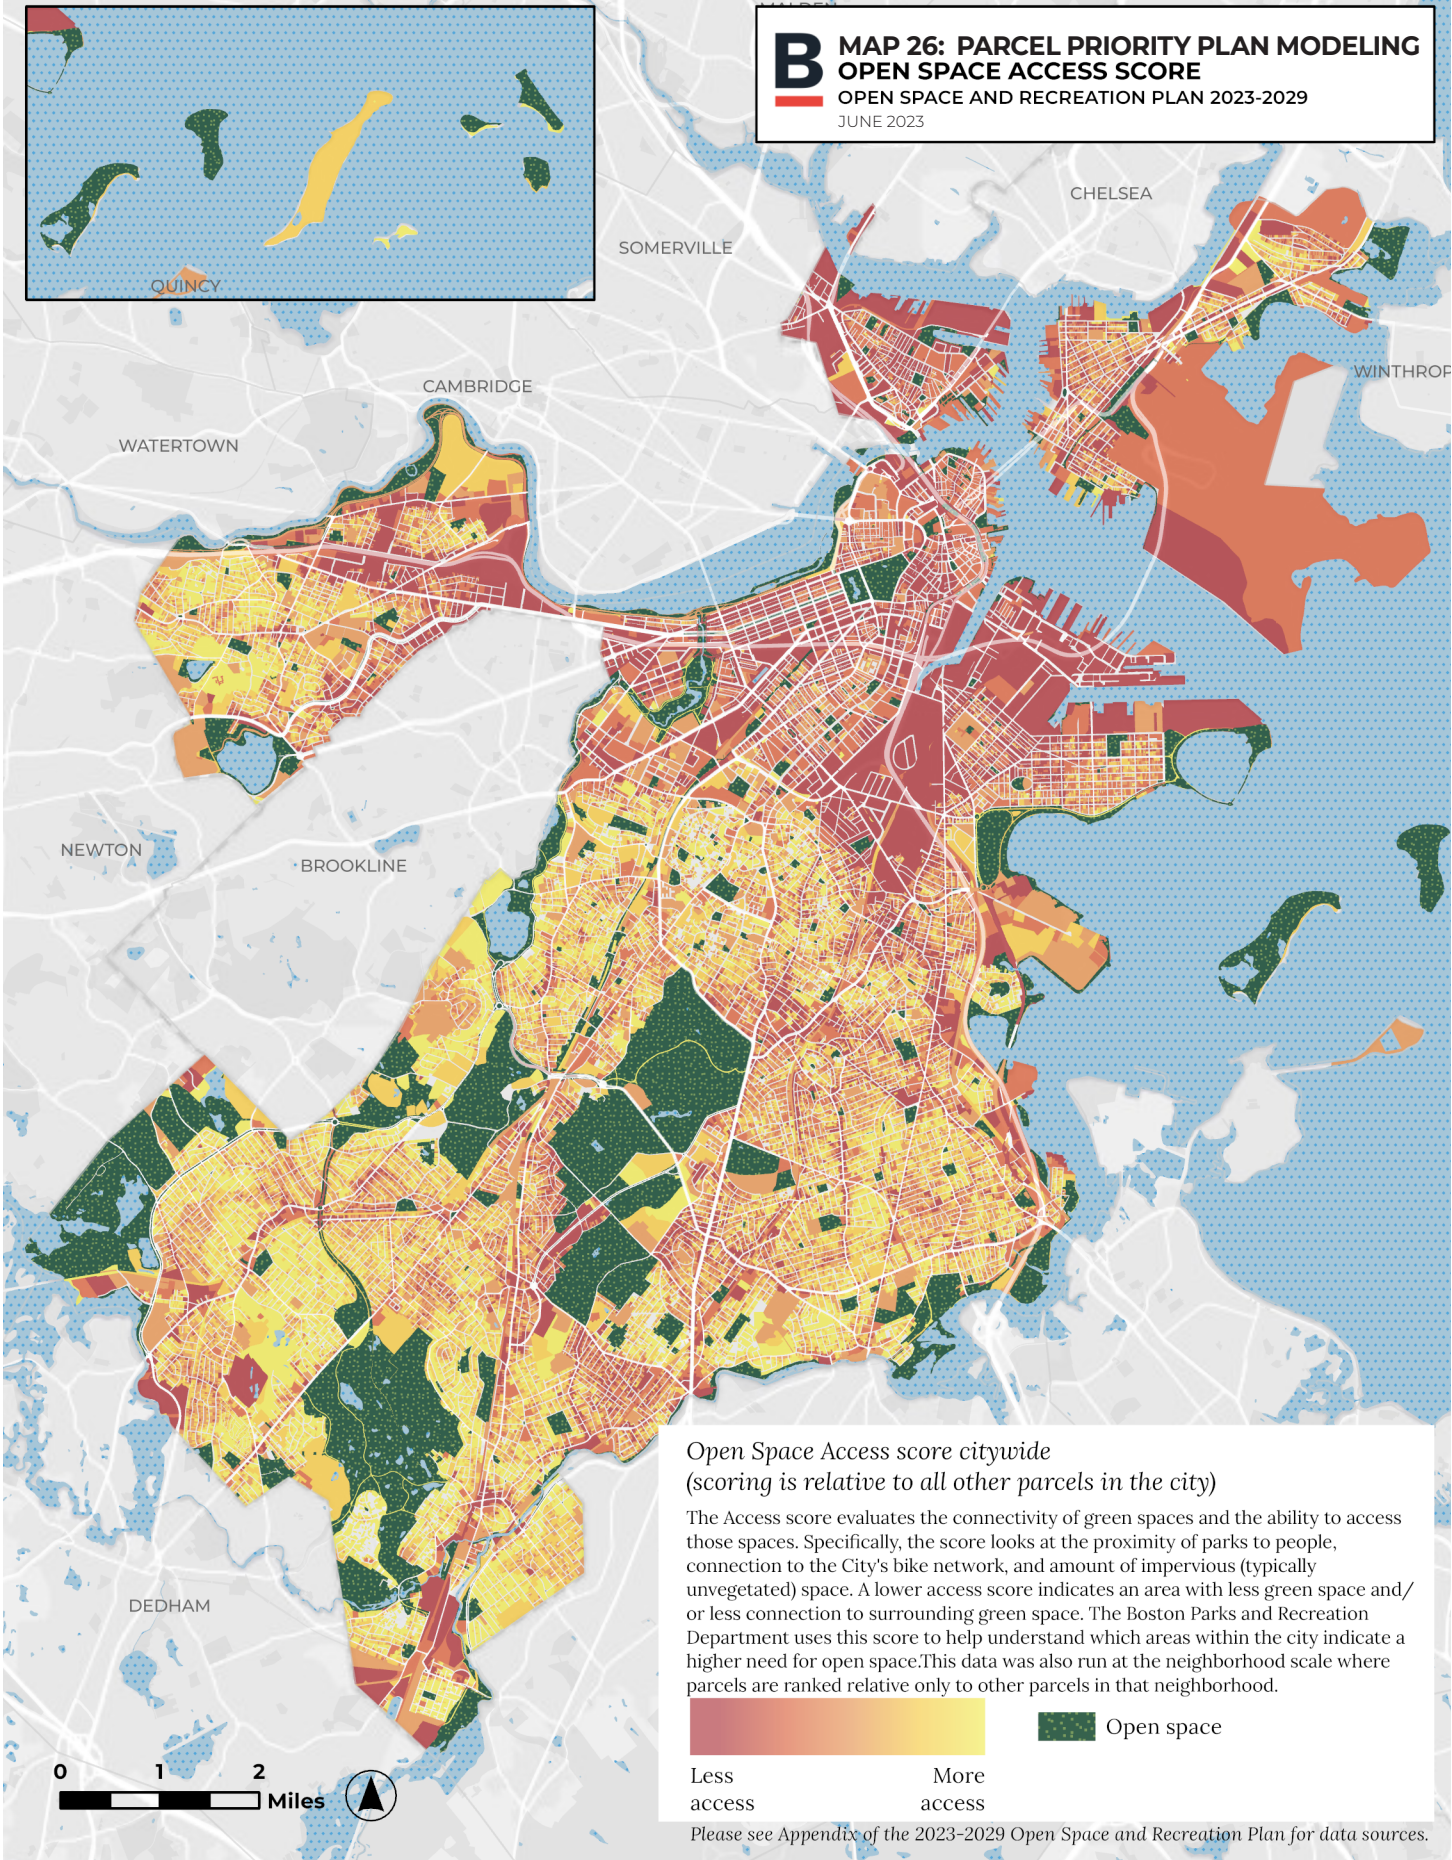 MALDEN
B
MAP 26: PARCEL PRIORITY PLAN MODELING
OPEN SPACE ACCESS SCORE
OPEN SPACE AND RECREATION PLAN 2023-2029
JUNE 2023
CHELSEA
SOMERVILLE
QUINCY
WINTHROP
CAMBRIDGE
WATERTOWN
NEWTON
BROOKLINE
DEDHAM
Open Space Access score citywide
(scoring is relative to all other parcels in the city)
The Access score evaluates the connectivity of green spaces and the ability to access
those spaces. Specifically, the score looks at the proximity of parks to people,
connection to the City's bike network, and amount of impervious (typically
unvegetated) space. A lower access score indicates an area with less green space and/
or less connection to surrounding green space. The Boston Parks and Recreation
Department uses this score to help understand which areas within the city indicate a
higher need for open space.This data was also run at the neighborhood scale where
parcels are ranked relative only to other parcels in that neighborhood.
Open space
Less access
More access
0 1 2
Miles
Please see Appendix of the 2023-2029 Open Space and Recreation Plan for data sources.